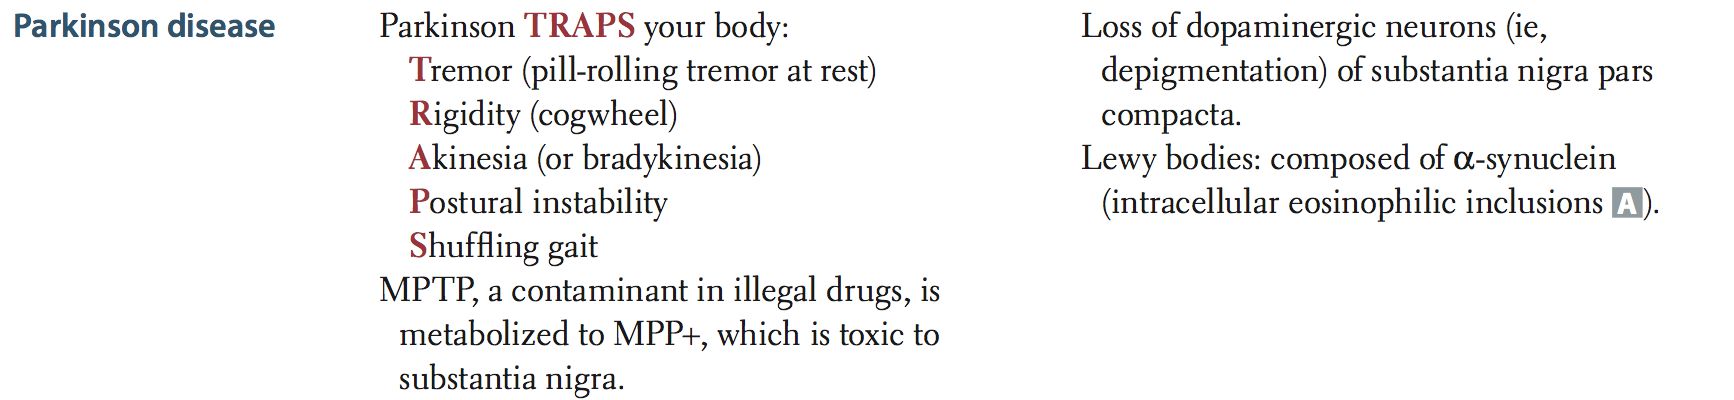 Parkinson disease
Parkinson TRAPS your body:
Tremor (pill-rolling tremor at rest)
Rigidity (cogwheel)
Akinesia (or bradykinesia)
Postural instability
Shuffling gait
MPTP, a contaminant in illegal drugs, is
metabolized to MPP+, which is toxic to
substantia nigra.
Loss of dopaminergic neurons (ie,
depigmentation) of substantia nigra pars
compacta.
Lewy bodies: composed of α-synuclein
(intracellular eosinophilic inclusions A).